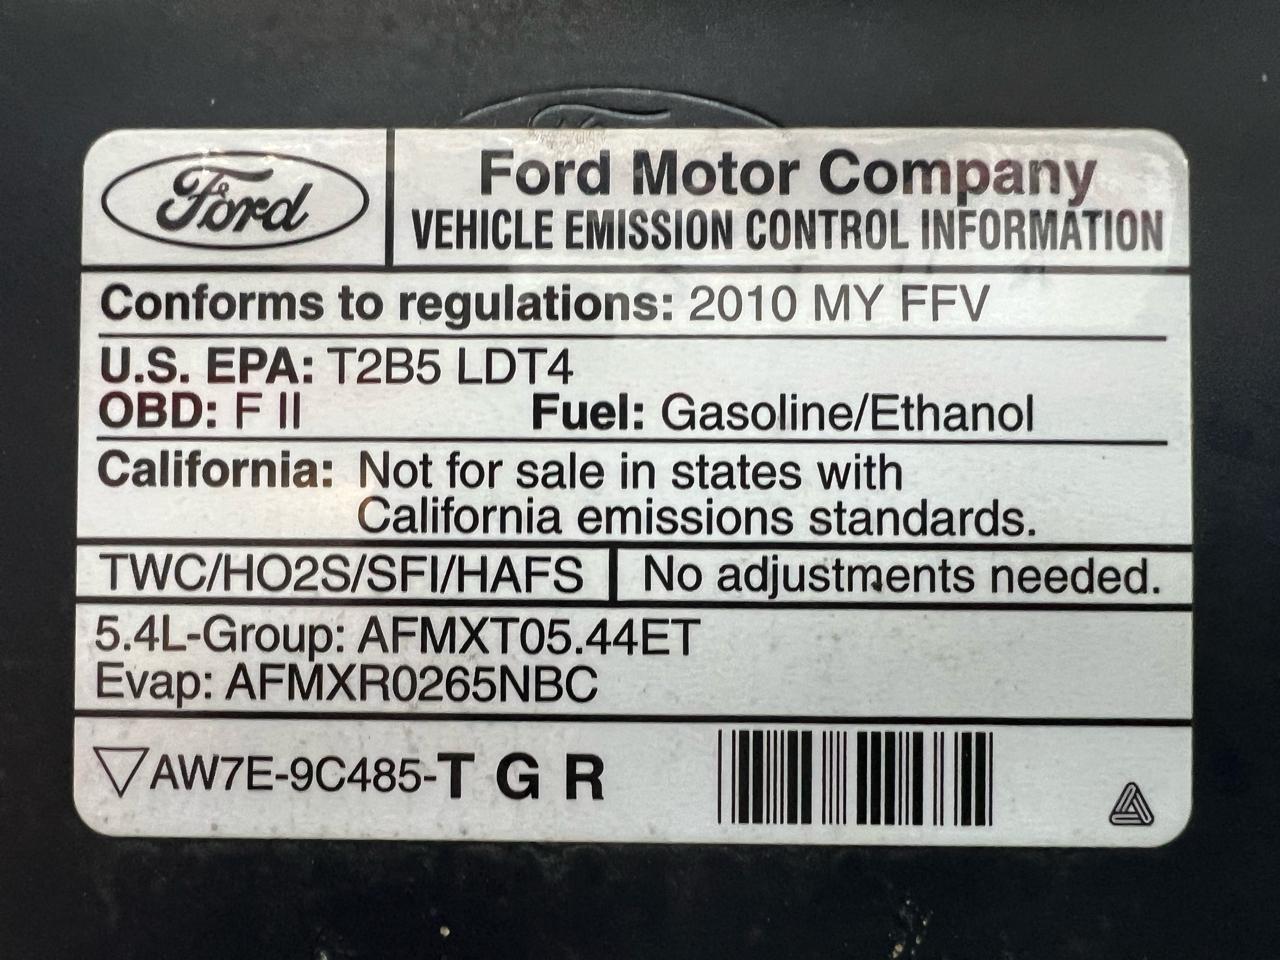 Ford
Ford Motor Company
VEHICLE EMISSION CONTROL INFORMATION
Conforms to regulations: 2010 MY FFV
U.S. EPA: T2B5 LDT4
OBD: F II Fuel: Gasoline/Ethanol
California: Not for sale in states with
California emissions standards.
TWC/HO2S/SFI/HAFS No adjustments needed.
5.4L-Group: AFMXT05.44ET
Evap: AFMXR0265NBC
AW7E-9C485-T G R